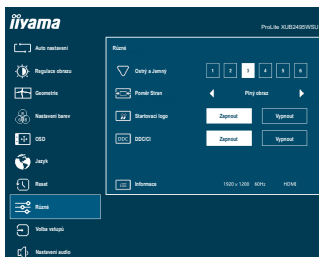 iiyama
ProLite XUB2495WSU
Auto nastavení
Regulace obrazu
Geometrie
Nastavení barev
OSD
Jazyk
Reset
Různé
Volba vstupů
Nastavení audio
Různé
Ostrý a Jemný 1 2 3 4 5 6
Poměr Stran Plný obraz
Startovací logo Zapnout Vypnout
DDC DDC/CI Zapnout Vypnout
Informace 1920 x 1200 60Hz HDMI